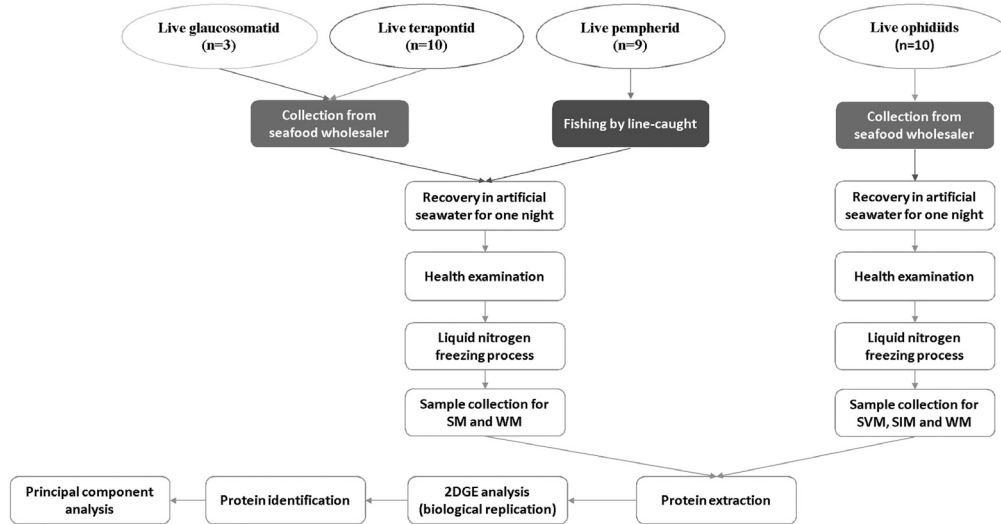 Live glaucosomatid
(n=3)
Live terapontid
(n=10)
Live pempherid
(n=9)
Live ophidiids
(n=10)
Collection from
seafood wholesaler
Fishing by line-caught
Collection from
seafood wholesaler
Recovery in artificial
seawater for one night
Recovery in artificial
seawater for one night
Health examination
Health examination
Liquid nitrogen
freezing process
Liquid nitrogen
freezing process
Sample collection for
SM and WM
Sample collection for
SVM, SIM and WM
Principal component
analysis
Protein identification
2DGE analysis
(biological replication)
Protein extraction